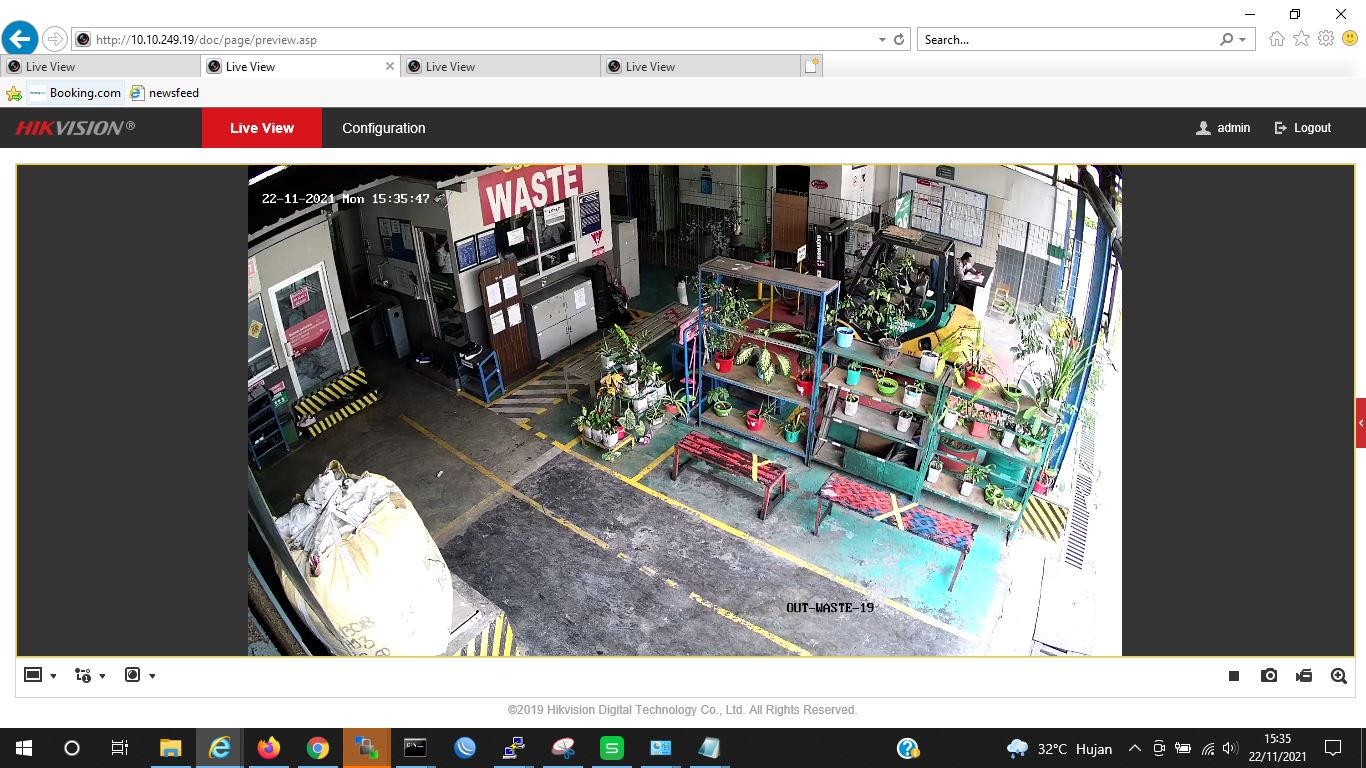 http://10.10.249.19/doc/page/preview.asp
Search...
Live View
Live View
Live View
Live View
Booking.com
newsfeed
HIKVISION®
Live View
Configuration
admin
Logout
22-11-2021 Mon 15:35:47
WASTE
OUT-WASTE-19
©2019 Hikvision Digital Technology Co., Ltd. All Rights Reserved.
32°C Hujan
15:35
22/11/2021